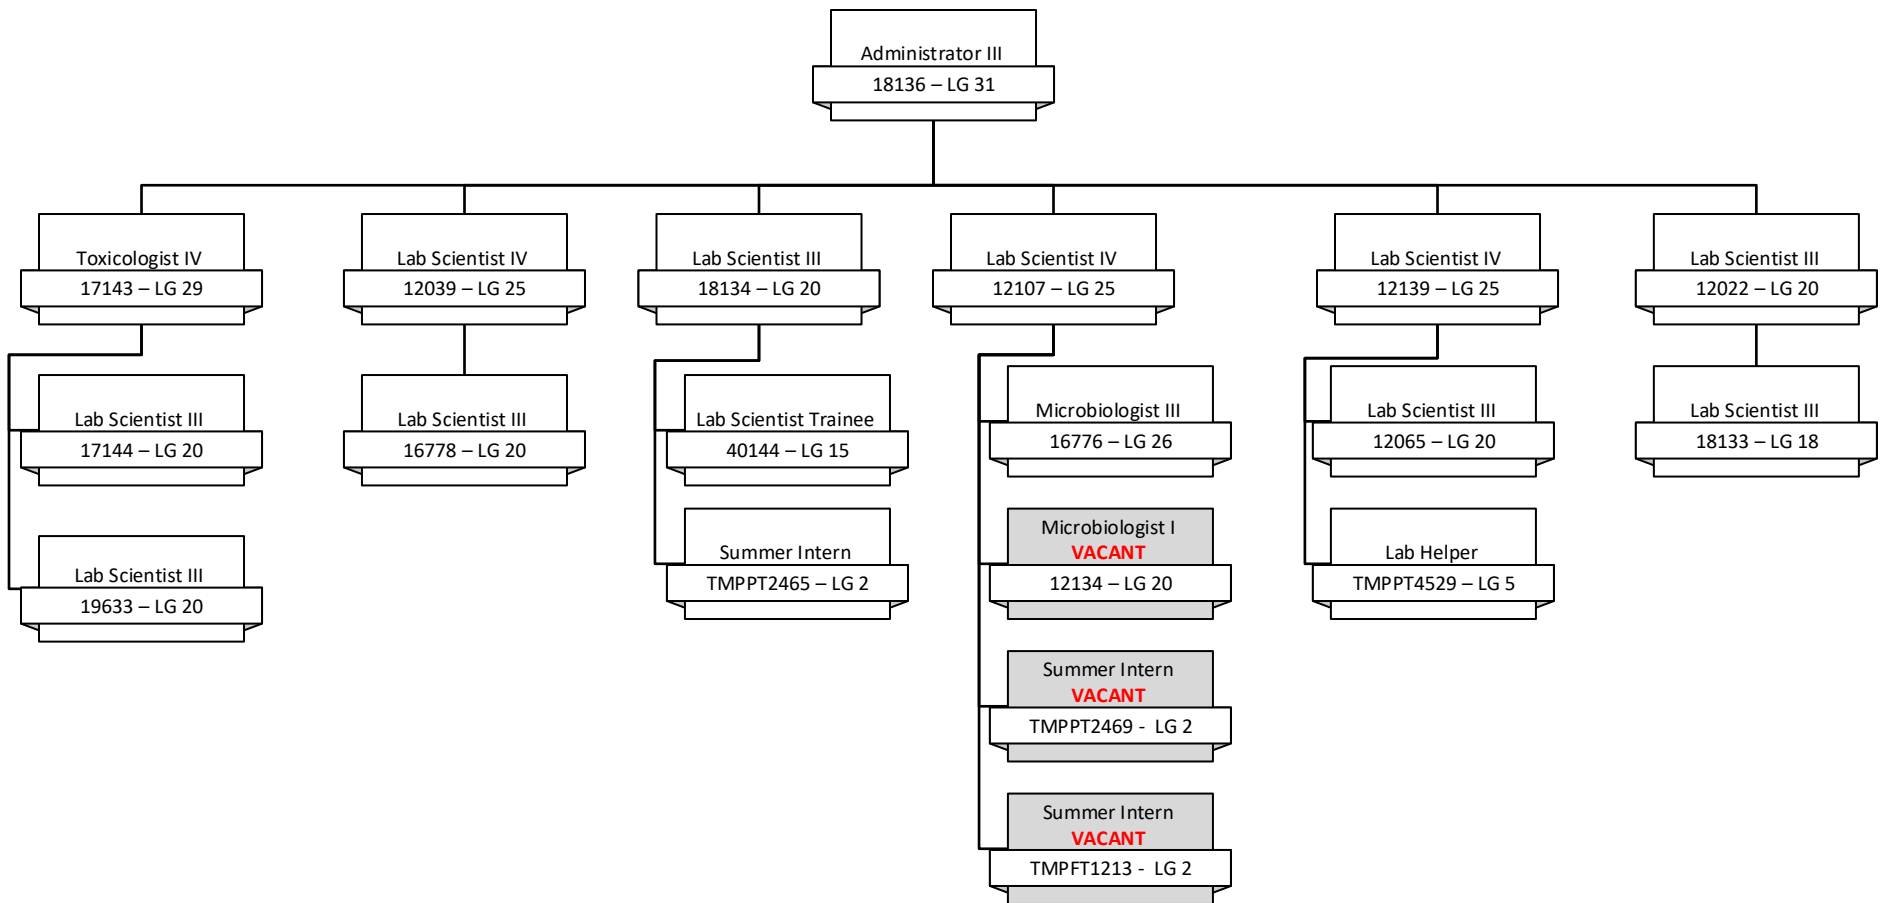 Administrator III
18136 – LG 31
Toxicologist IV
17143 – LG 29
Lab Scientist IV
12039 – LG 25
Lab Scientist III
18134 – LG 20
Lab Scientist IV
12107 – LG 25
Lab Scientist IV
12139 – LG 25
Lab Scientist III
12022 – LG 20
Lab Scientist III
17144 – LG 20
Lab Scientist III
16778 – LG 20
Lab Scientist Trainee
40144 – LG 15
Microbiologist III
16776 – LG 26
Lab Scientist III
12065 – LG 20
Lab Scientist III
18133 – LG 18
Lab Scientist III
19633 – LG 20
Summer Intern
TMPPT2465 – LG 2
Microbiologist I
VACANT
12134 – LG 20
Lab Helper
TMPPT4529 – LG 5
Summer Intern
VACANT
TMPPT2469 - LG 2
Summer Intern
VACANT
TMPFT1213 - LG 2